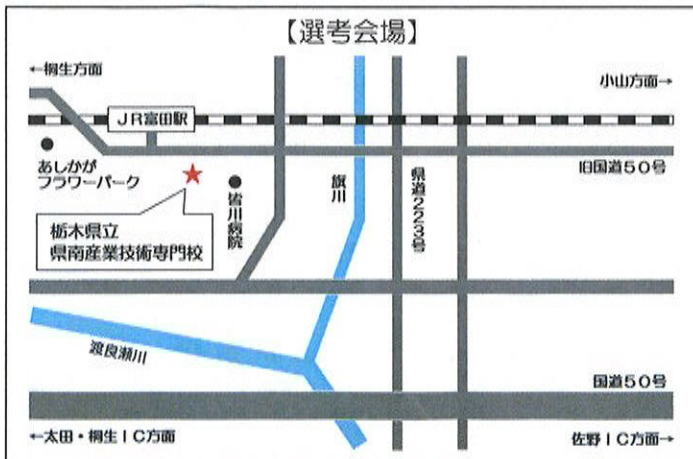 【選考会場】
←桐生方面
小山方面→
JR富田駅
あしかが
フラワーパーク
皆川病院
旗川
県道223号
旧国道50号
栃木県立
県南産業技術専門校
渡良瀬川
国道50号
←太田・桐生IC方面
佐野IC方面→